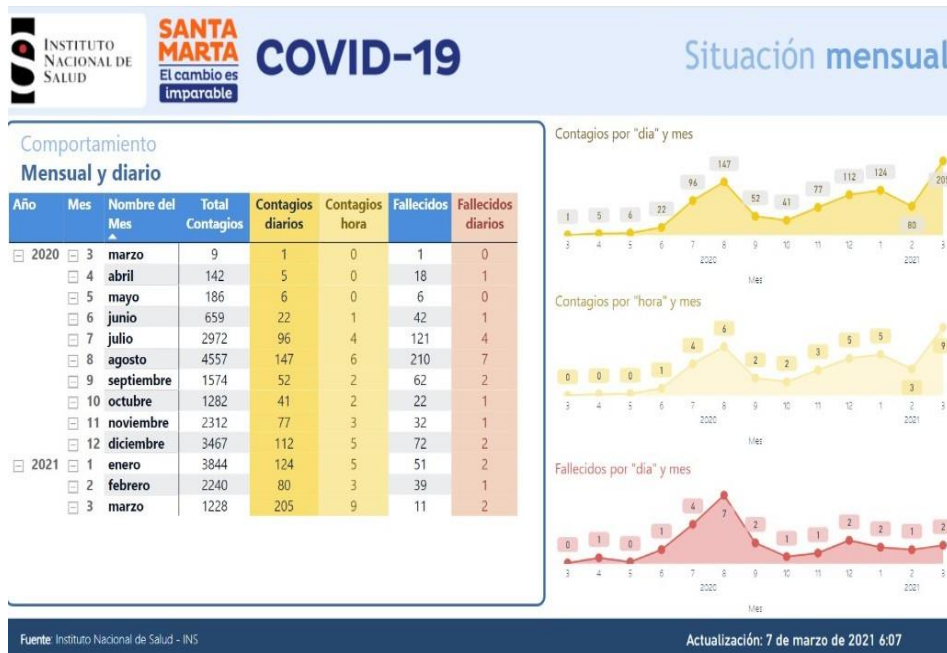 INSTITUTO
NACIONAL DE
SALUD
SANTA
MARTA
El cambio es
imparable
COVID-19
Situación mensual
Comportamiento
Mensual y diario
Año Mes Nombre del Mes Total Contagios Contagios diarios Contagios hora Fallecidos Fallecidos diarios
2020 3 marzo 9 1 0 1 0
4 abril 142 5 0 18 1
5 mayo 186 6 0 6 0
6 junio 659 22 1 42 1
7 julio 2972 96 4 121 4
8 agosto 4557 147 6 210 7
9 septiembre 1574 52 2 62 2
10 octubre 1282 41 2 22 1
11 noviembre 2312 77 3 32 1
12 diciembre 3467 112 5 72 2
2021 1 enero 3844 124 5 51 2
2 febrero 2240 80 3 39 1
3 marzo 1228 205 9 11 2
Contagios por "dia" y mes
1 5 6 22 96 147 52 41 77 112 124 80 205
3 4 5 6 7 8 9 10 11 12 1 2 3
2020 2021
Mes
Contagios por "hora" y mes
0 0 0 1 4 6 2 2 3 5 5 3 9
3 4 5 6 7 8 9 10 11 12 1 2 3
2020 2021
Mes
Fallecidos por "dia" y mes
0 1 0 1 4 7 2 1 1 2 2 1 2
3 4 5 6 7 8 9 10 11 12 1 2 3
2020 2021
Mes
Fuente: Instituto Nacional de Salud - INS
Actualización: 7 de marzo de 2021 6:07